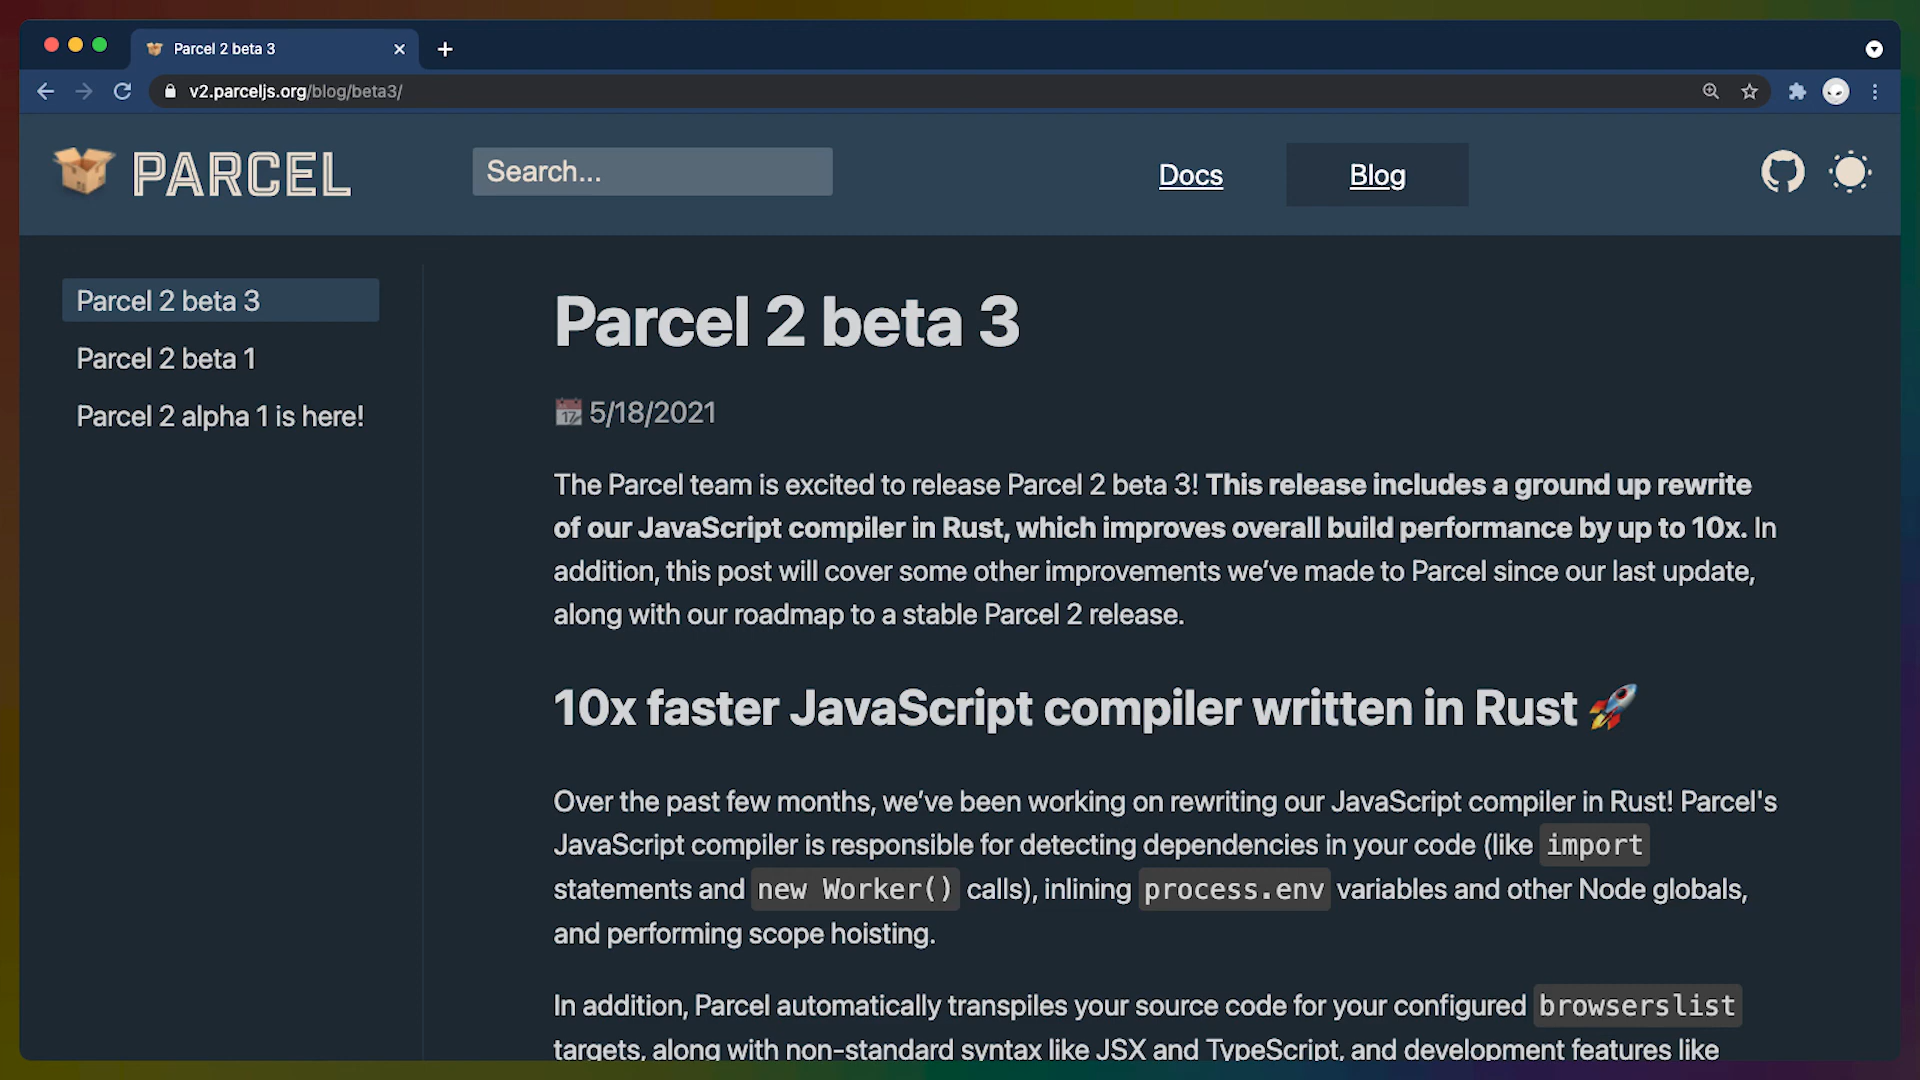 Parcel 2 beta 3
v2.parceljs.org/blog/beta3/
PARCEL
Search...
Docs
Blog
Parcel 2 beta 3
Parcel 2 beta 1
Parcel 2 alpha 1 is here!
Parcel 2 beta 3
📅 5/18/2021
The Parcel team is excited to release Parcel 2 beta 3! This release includes a ground up rewrite
of our JavaScript compiler in Rust, which improves overall build performance by up to 10x. In
addition, this post will cover some other improvements we’ve made to Parcel since our last update,
along with our roadmap to a stable Parcel 2 release.
10x faster JavaScript compiler written in Rust 🚀
Over the past few months, we’ve been working on rewriting our JavaScript compiler in Rust! Parcel's
JavaScript compiler is responsible for detecting dependencies in your code (like import
statements and new Worker() calls), inlining process.env variables and other Node globals,
and performing scope hoisting.
In addition, Parcel automatically transpiles your source code for your configured browserslist
targets, along with non-standard syntax like JSX and TypeScript, and development features like